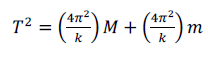 T² = (4π²/k) M + (4π²/k) m